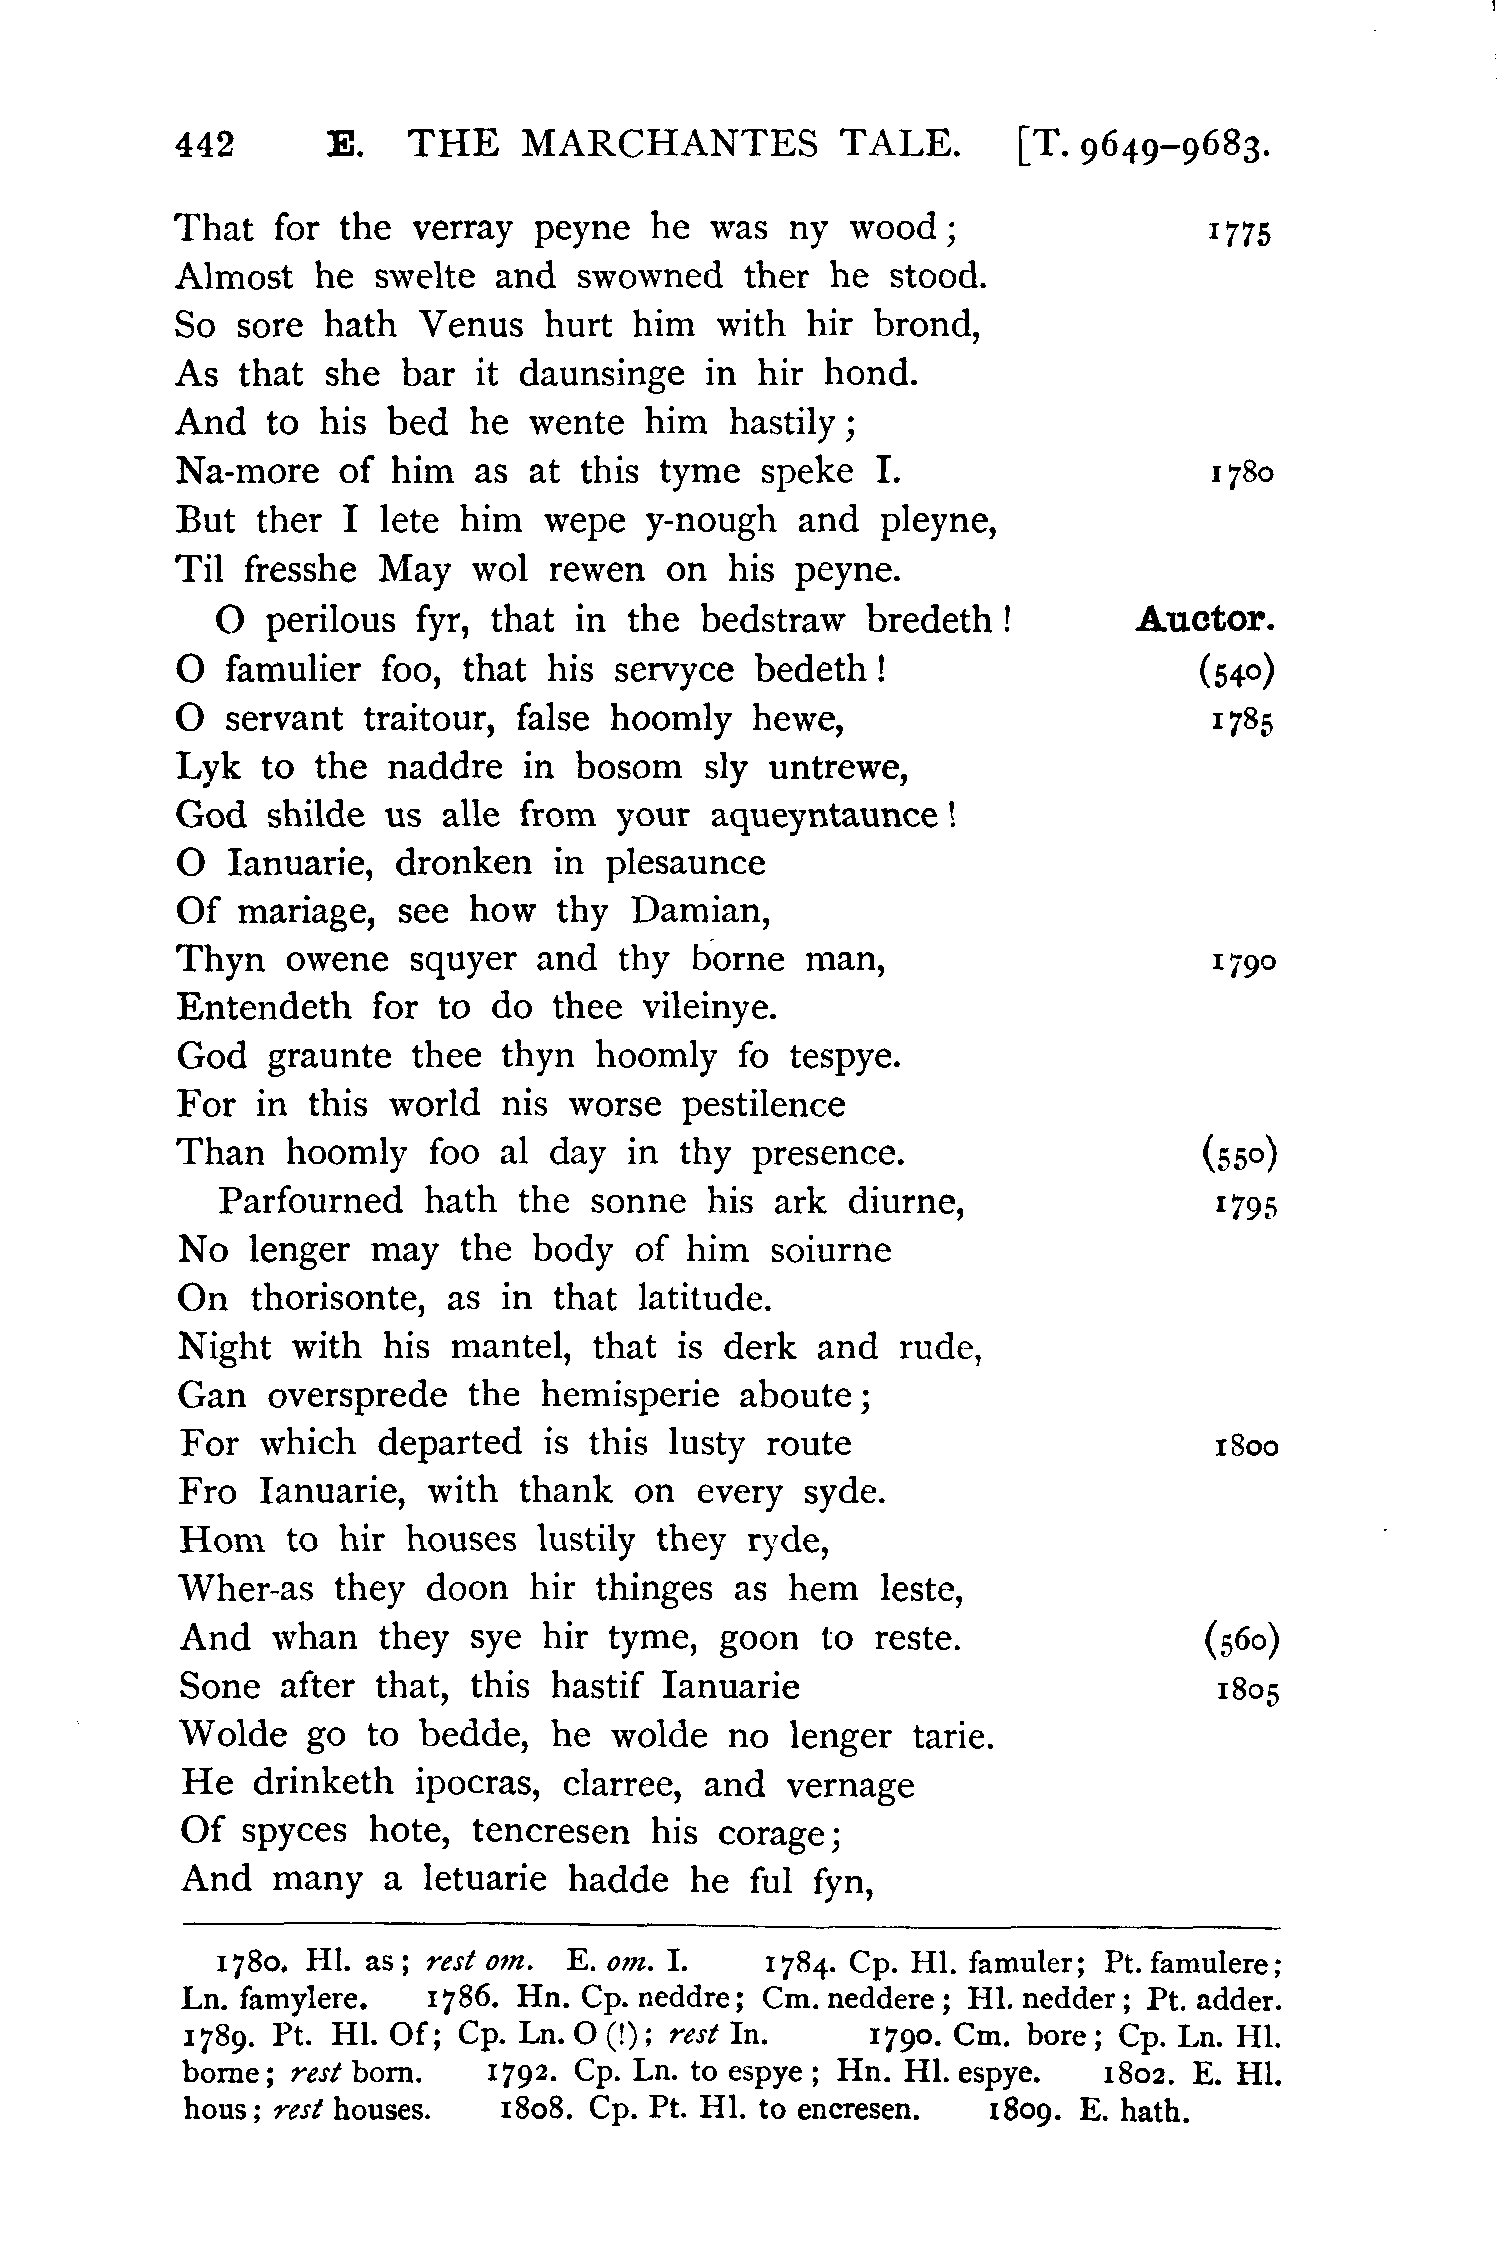 442 E. THE MARCHANTES TALE. [T. 9649–9683.
That for the verray peyne he was ny wood; 1775
Almost he swelte and swowned ther he stood.
So sore hath Venus hurt him with hir brond,
As that she bar it daunsinge in hir hond.
And to his bed he wente him hastily;
Na-more of him as at this tyme speke I. 1780
But ther I lete him wepe y-nough and pleyne,
Til fresshe May wol rewen on his peyne.
O perilous fyr, that in the bedstraw bredeth! Auctor.
O famulier foo, that his servyce bedeth! (540)
O servant traitour, false hoomly hewe, 1785
Lyk to the naddre in bosom sly untrewe,
God shilde us alle from your aqueyntaunce!
O Ianuarie, dronken in plesaunce
Of mariage, see how thy Damian,
Thyn owene squyer and thy borne man, 1790
Entendeth for to do thee vileinye.
God graunte thee thyn hoomly fo tespye.
For in this world nis worse pestilence
Than hoomly foo al day in thy presence. (550)
Parfourned hath the sonne his ark diurne, 1795
No lenger may the body of him soiurne
On thorisonte, as in that latitude.
Night with his mantel, that is derk and rude,
Gan oversprede the hemisperie aboute;
For which departed is this lusty route 1800
Fro Ianuarie, with thank on every syde.
Hom to hir houses lustily they ryde,
Wher-as they doon hir thinges as hem leste,
And whan they sye hir tyme, goon to reste. (560)
Sone after that, this hastif Ianuarie 1805
Wolde go to bedde, he wolde no lenger tarie.
He drinketh ipocras, clarree, and vernage
Of spyces hote, tencresen his corage;
And many a letuarie hadde he ful fyn,
1780. Hl. as; rest om. E. om. I. 1784. Cp. Hl. famuler; Pt. famulere;
Ln. famylere. 1786. Hn. Cp. neddre; Cm. neddere; Hl. nedder; Pt. adder.
1789. Pt. Hl. Of; Cp. Ln. O (!); rest In. 1790. Cm. bore; Cp. Ln. Hl.
borne; rest born. 1792. Cp. Ln. to espye; Hn. Hl. espye. 1802. E. Hl.
hous; rest houses. 1808. Cp. Pt. Hl. to encresen. 1809. E. hath.